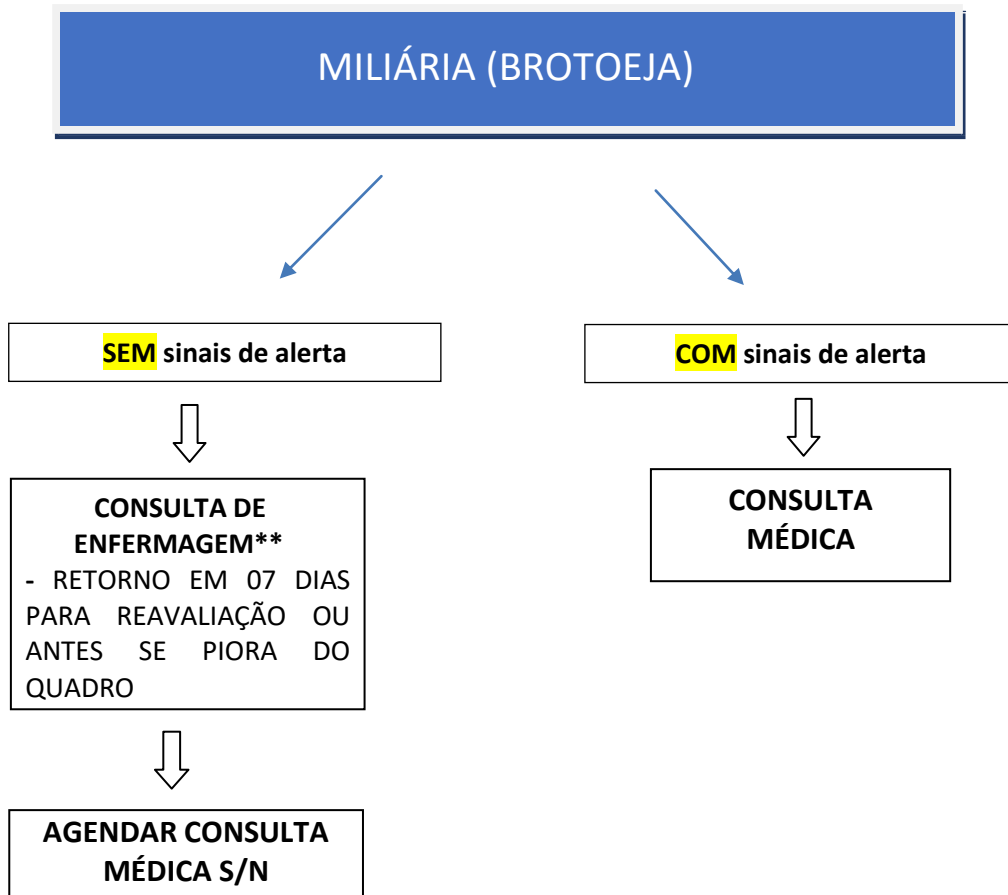 MILIÁRIA (BROTOEJA)
SEM sinais de alerta
CONSULTA DE
ENFERMAGEM**
- RETORNO EM 07 DIAS
PARA REAVALIAÇÃO OU
ANTES SE PIORA DO
QUADRO
AGENDAR CONSULTA
MÉDICA S/N
COM sinais de alerta
CONSULTA
MÉDICA